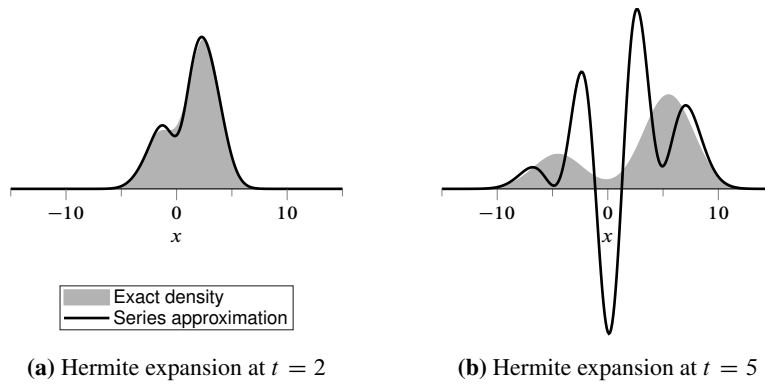 −10 0 10
x
−10 0 10
x
Exact density
Series approximation
(a) Hermite expansion at t = 2
(b) Hermite expansion at t = 5